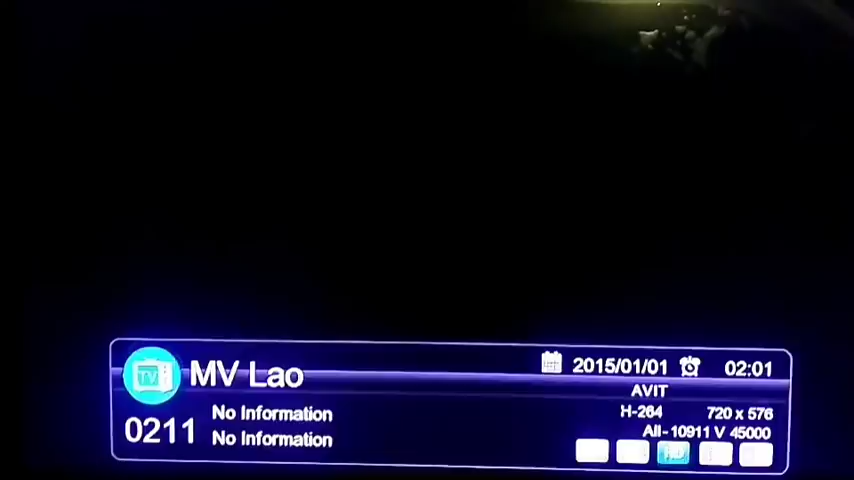 TV
MV Lao
2015/01/01
02:01
AVIT
0211
No Information
No Information
H-264
720 x 576
All-10911 V 45000
HD